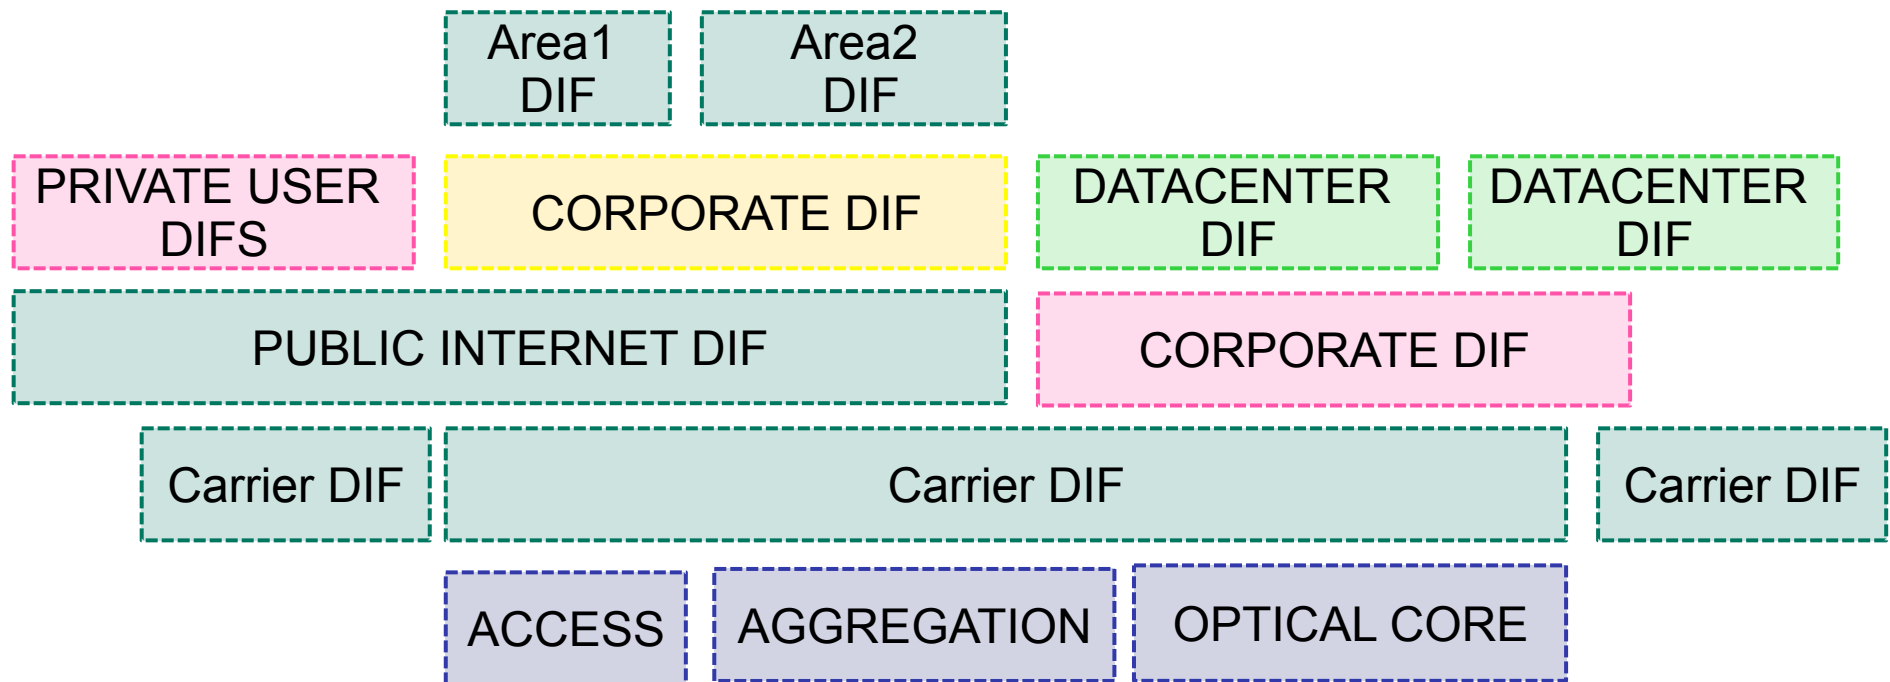 Area1
DIF
Area2
DIF
PRIVATE USER
DIFS
CORPORATE DIF
DATACENTER
DIF
DATACENTER
DIF
PUBLIC INTERNET DIF
CORPORATE DIF
Carrier DIF
Carrier DIF
Carrier DIF
ACCESS
AGGREGATION
OPTICAL CORE